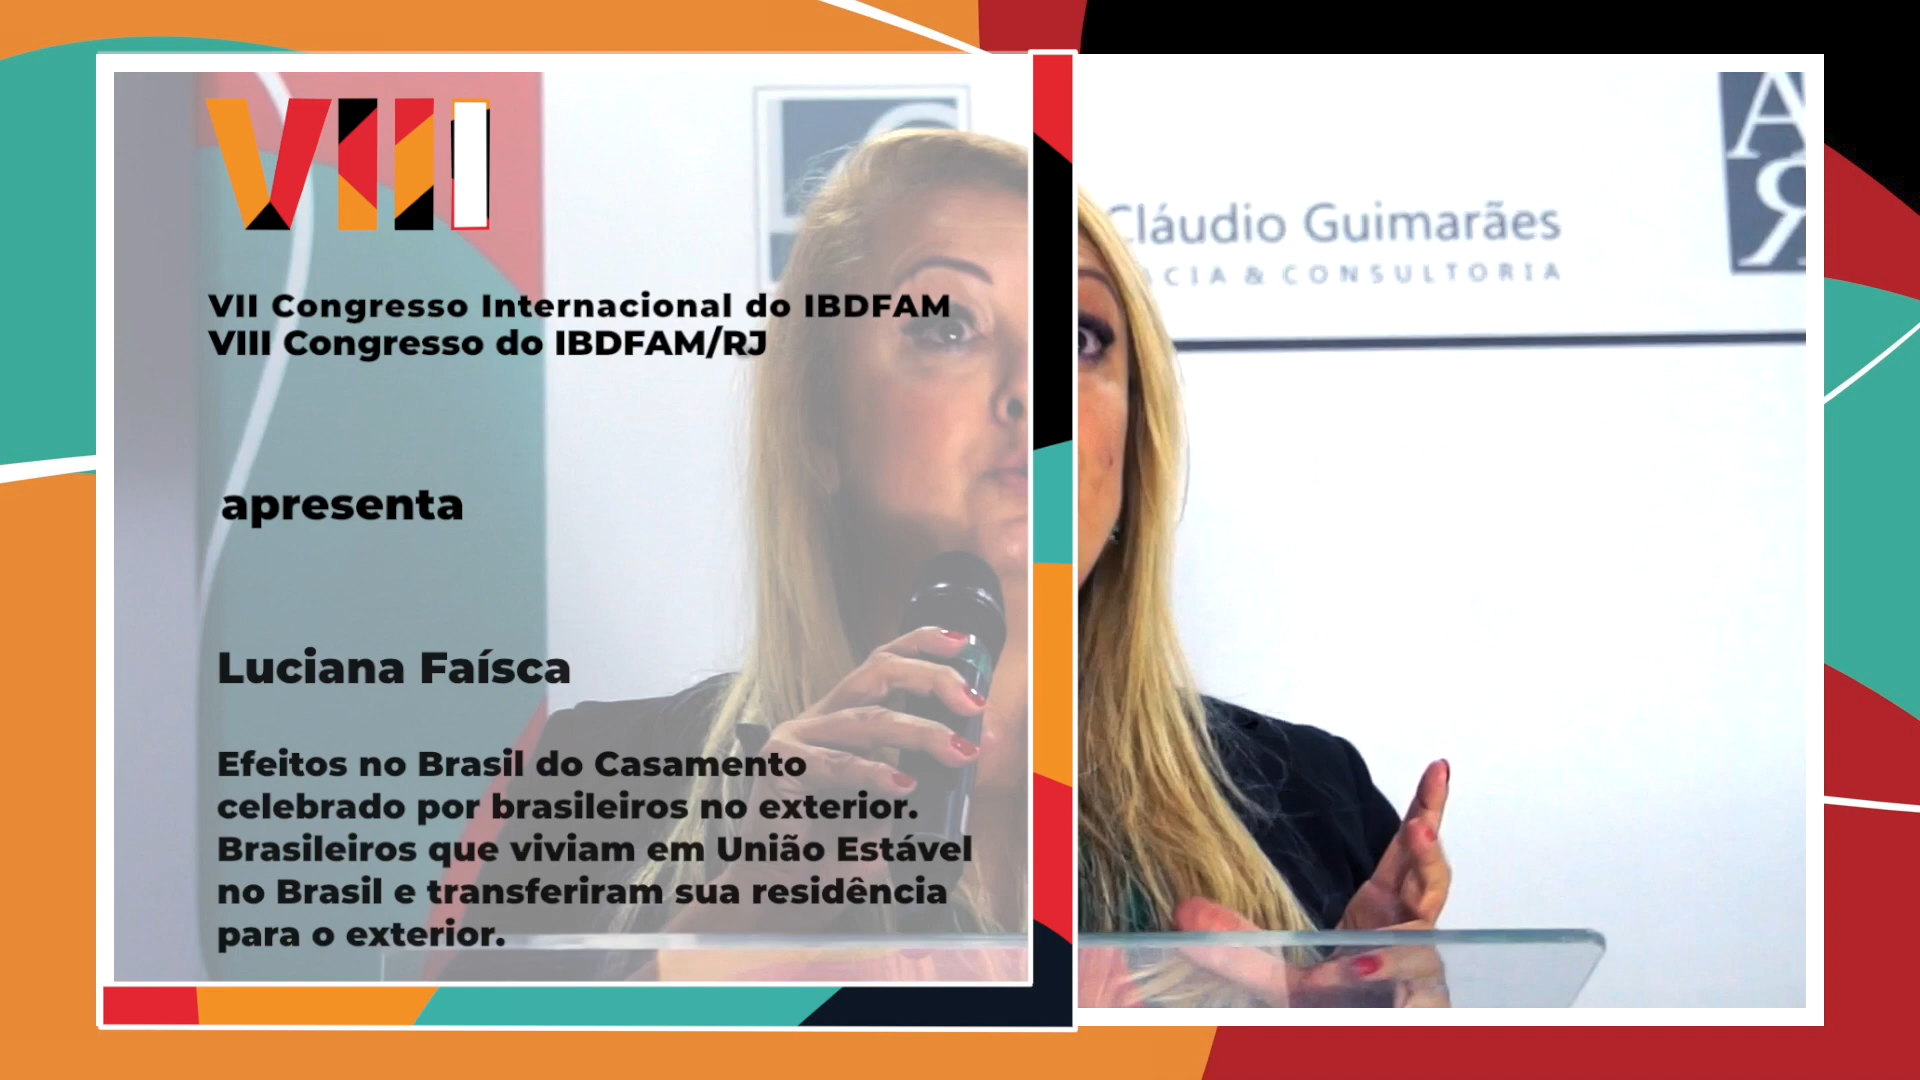 VIII
VII Congresso Internacional do IBDFAM
VIII Congresso do IBDFAM/RJ
apresenta
Luciana Faísca
Efeitos no Brasil do Casamento
celebrado por brasileiros no exterior.
Brasileiros que viviam em União Estável
no Brasil e transferiram sua residência
para o exterior.
Cláudio Guimarães
& CONSULTORIA
A
R